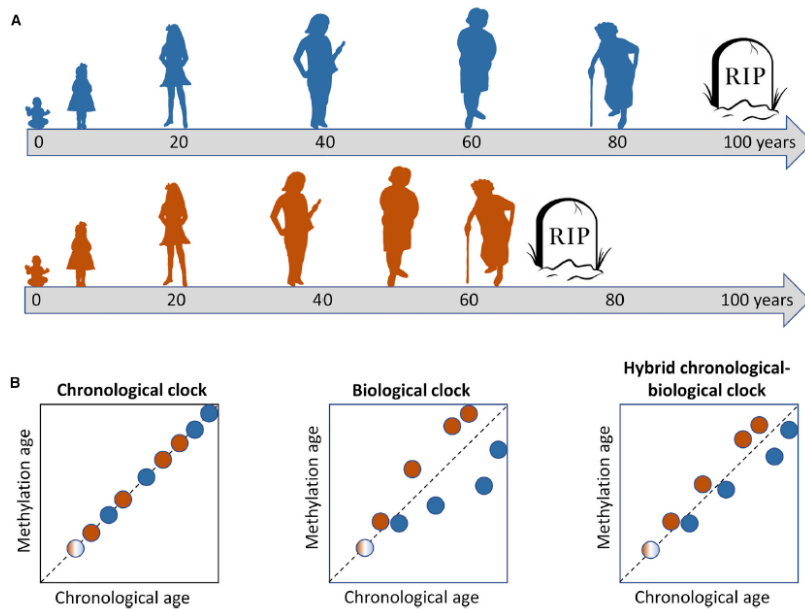 A
RIP
0 20 40 60 80 100 years
RIP
0 20 40 60 80 100 years
B
Chronological clock
Methylation age
Chronological age
Biological clock
Methylation age
Chronological age
Hybrid chronological-
biological clock
Methylation age
Chronological age